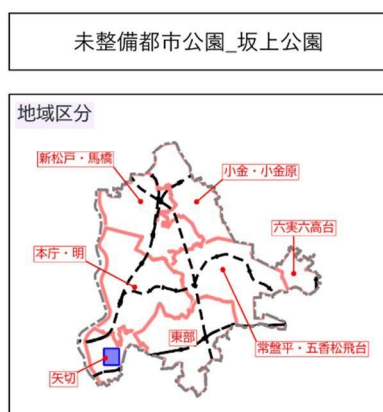 未整備都市公園_坂上公園
地域区分
新松戸・馬橋
小金・小金原
六実六高台
本庁・明
東部
常盤平・五香松飛台
矢切